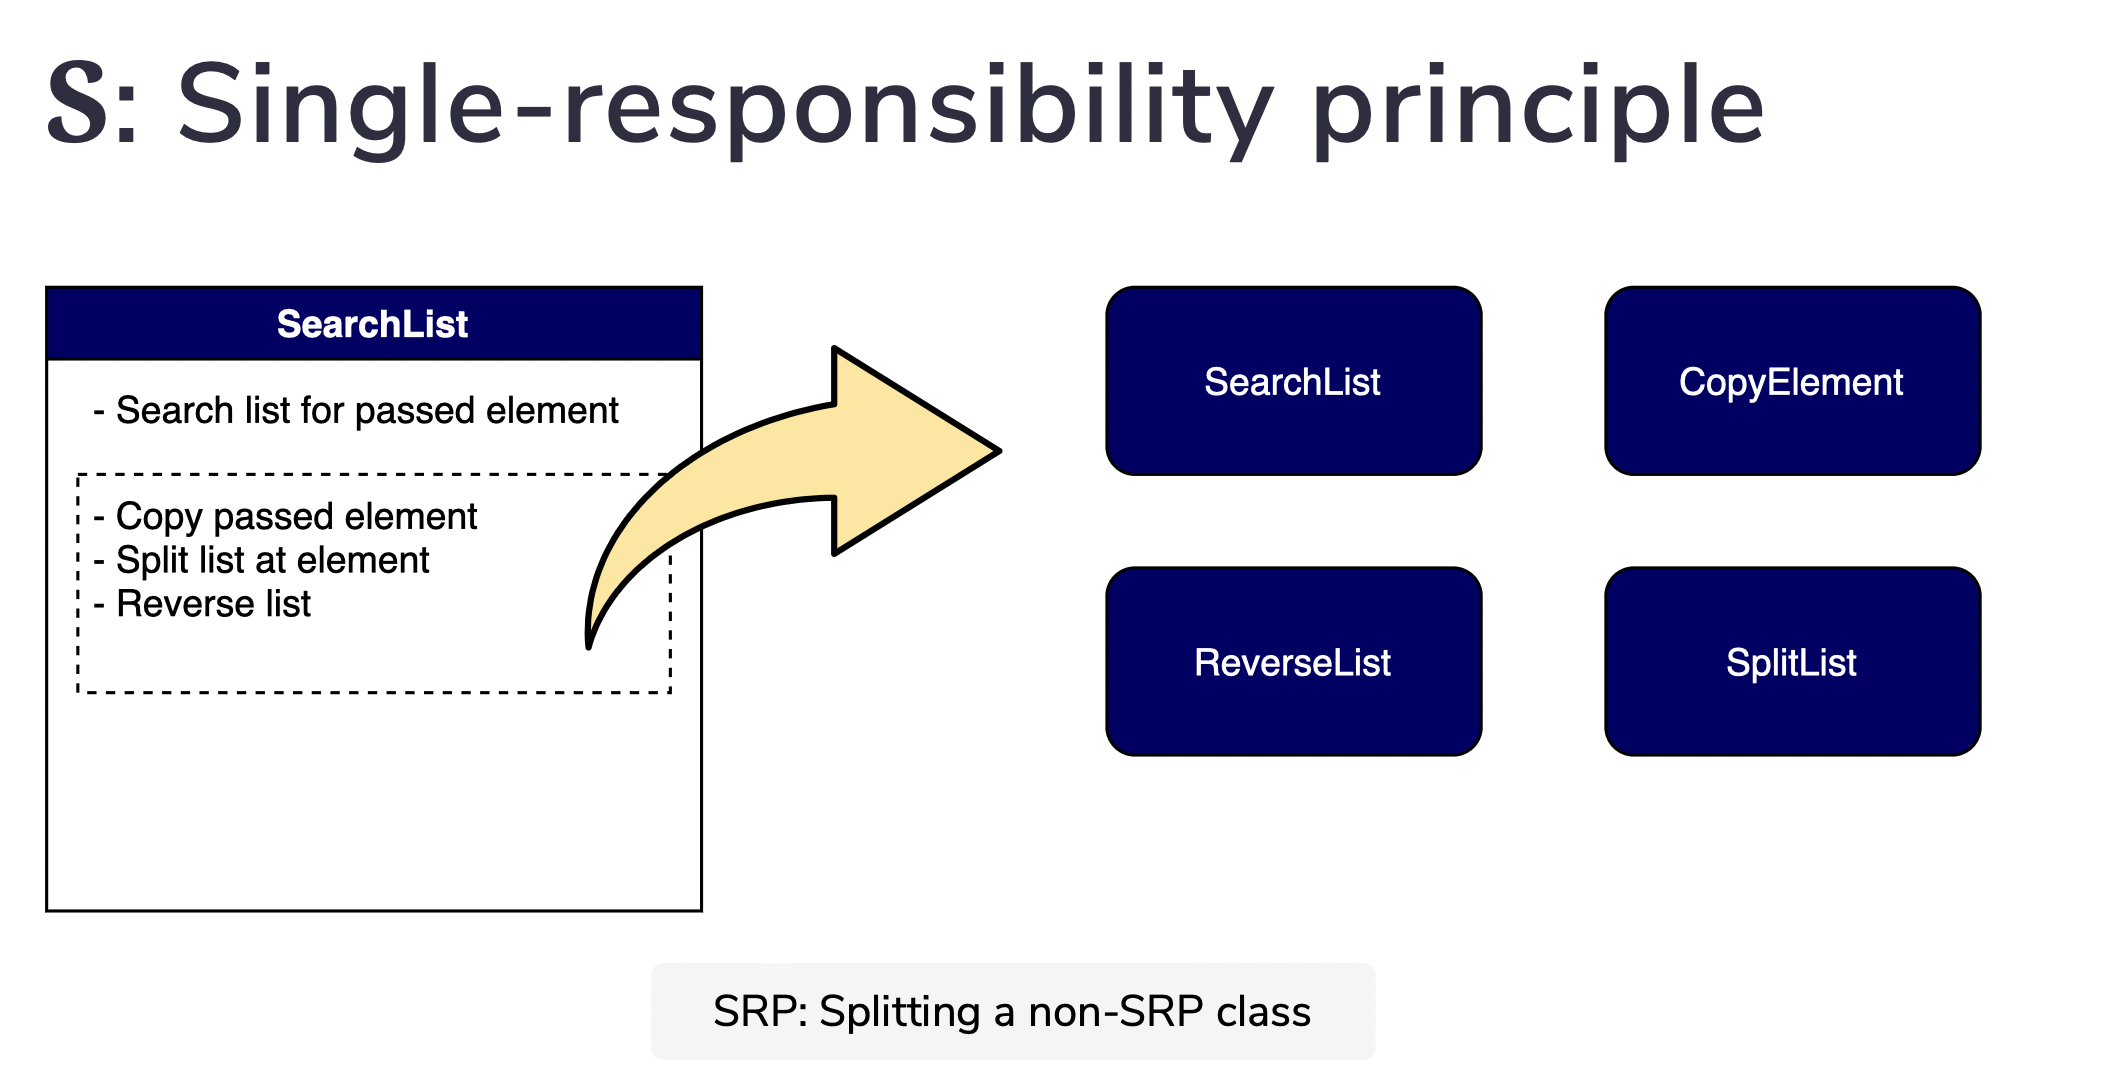 S: Single-responsibility principle
SearchList
- Search list for passed element
- Copy passed element
- Split list at element
- Reverse list
SearchList
CopyElement
ReverseList
SplitList
SRP: Splitting a non-SRP class